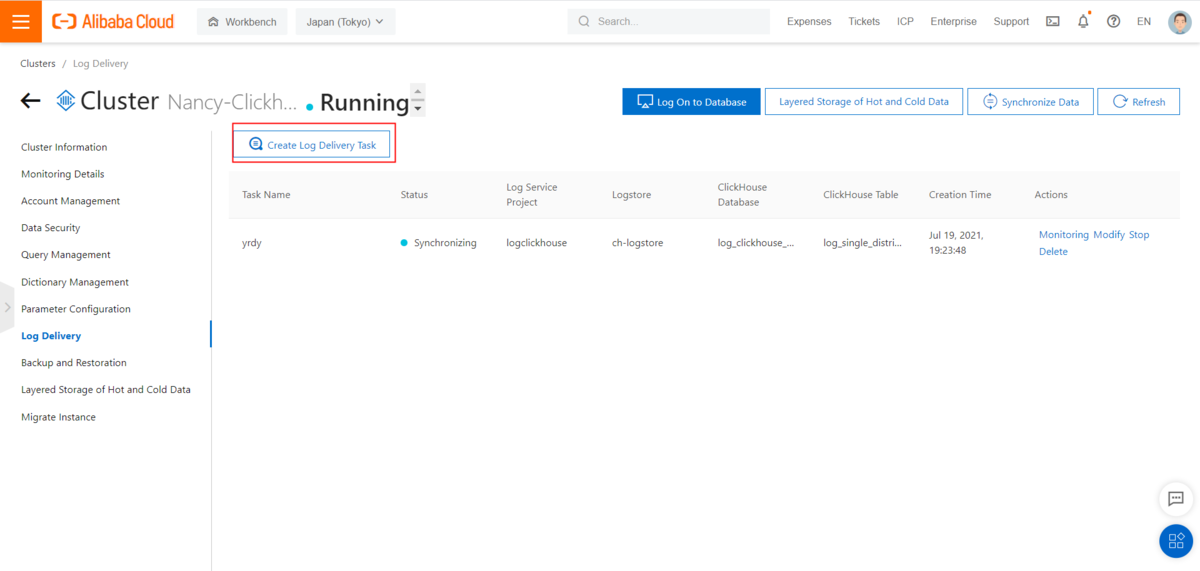 Alibaba Cloud
Workbench
Japan (Tokyo)
Search...
Expenses
Tickets
ICP
Enterprise
Support
EN
Clusters / Log Delivery
Cluster Nancy-Clickh... Running
Log On to Database
Layered Storage of Hot and Cold Data
Synchronize Data
Refresh
Cluster Information
Monitoring Details
Account Management
Data Security
Query Management
Dictionary Management
Parameter Configuration
Log Delivery
Backup and Restoration
Layered Storage of Hot and Cold Data
Migrate Instance
Create Log Delivery Task
Task Name
Status
Log Service
Project
Logstore
ClickHouse
Database
ClickHouse Table
Creation Time
Actions
yrdy
Synchronizing
logclickhouse
ch-logstore
log_clickhouse_...
log_single_distri...
Jul 19, 2021,
19:23:48
Monitoring Modify Stop
Delete